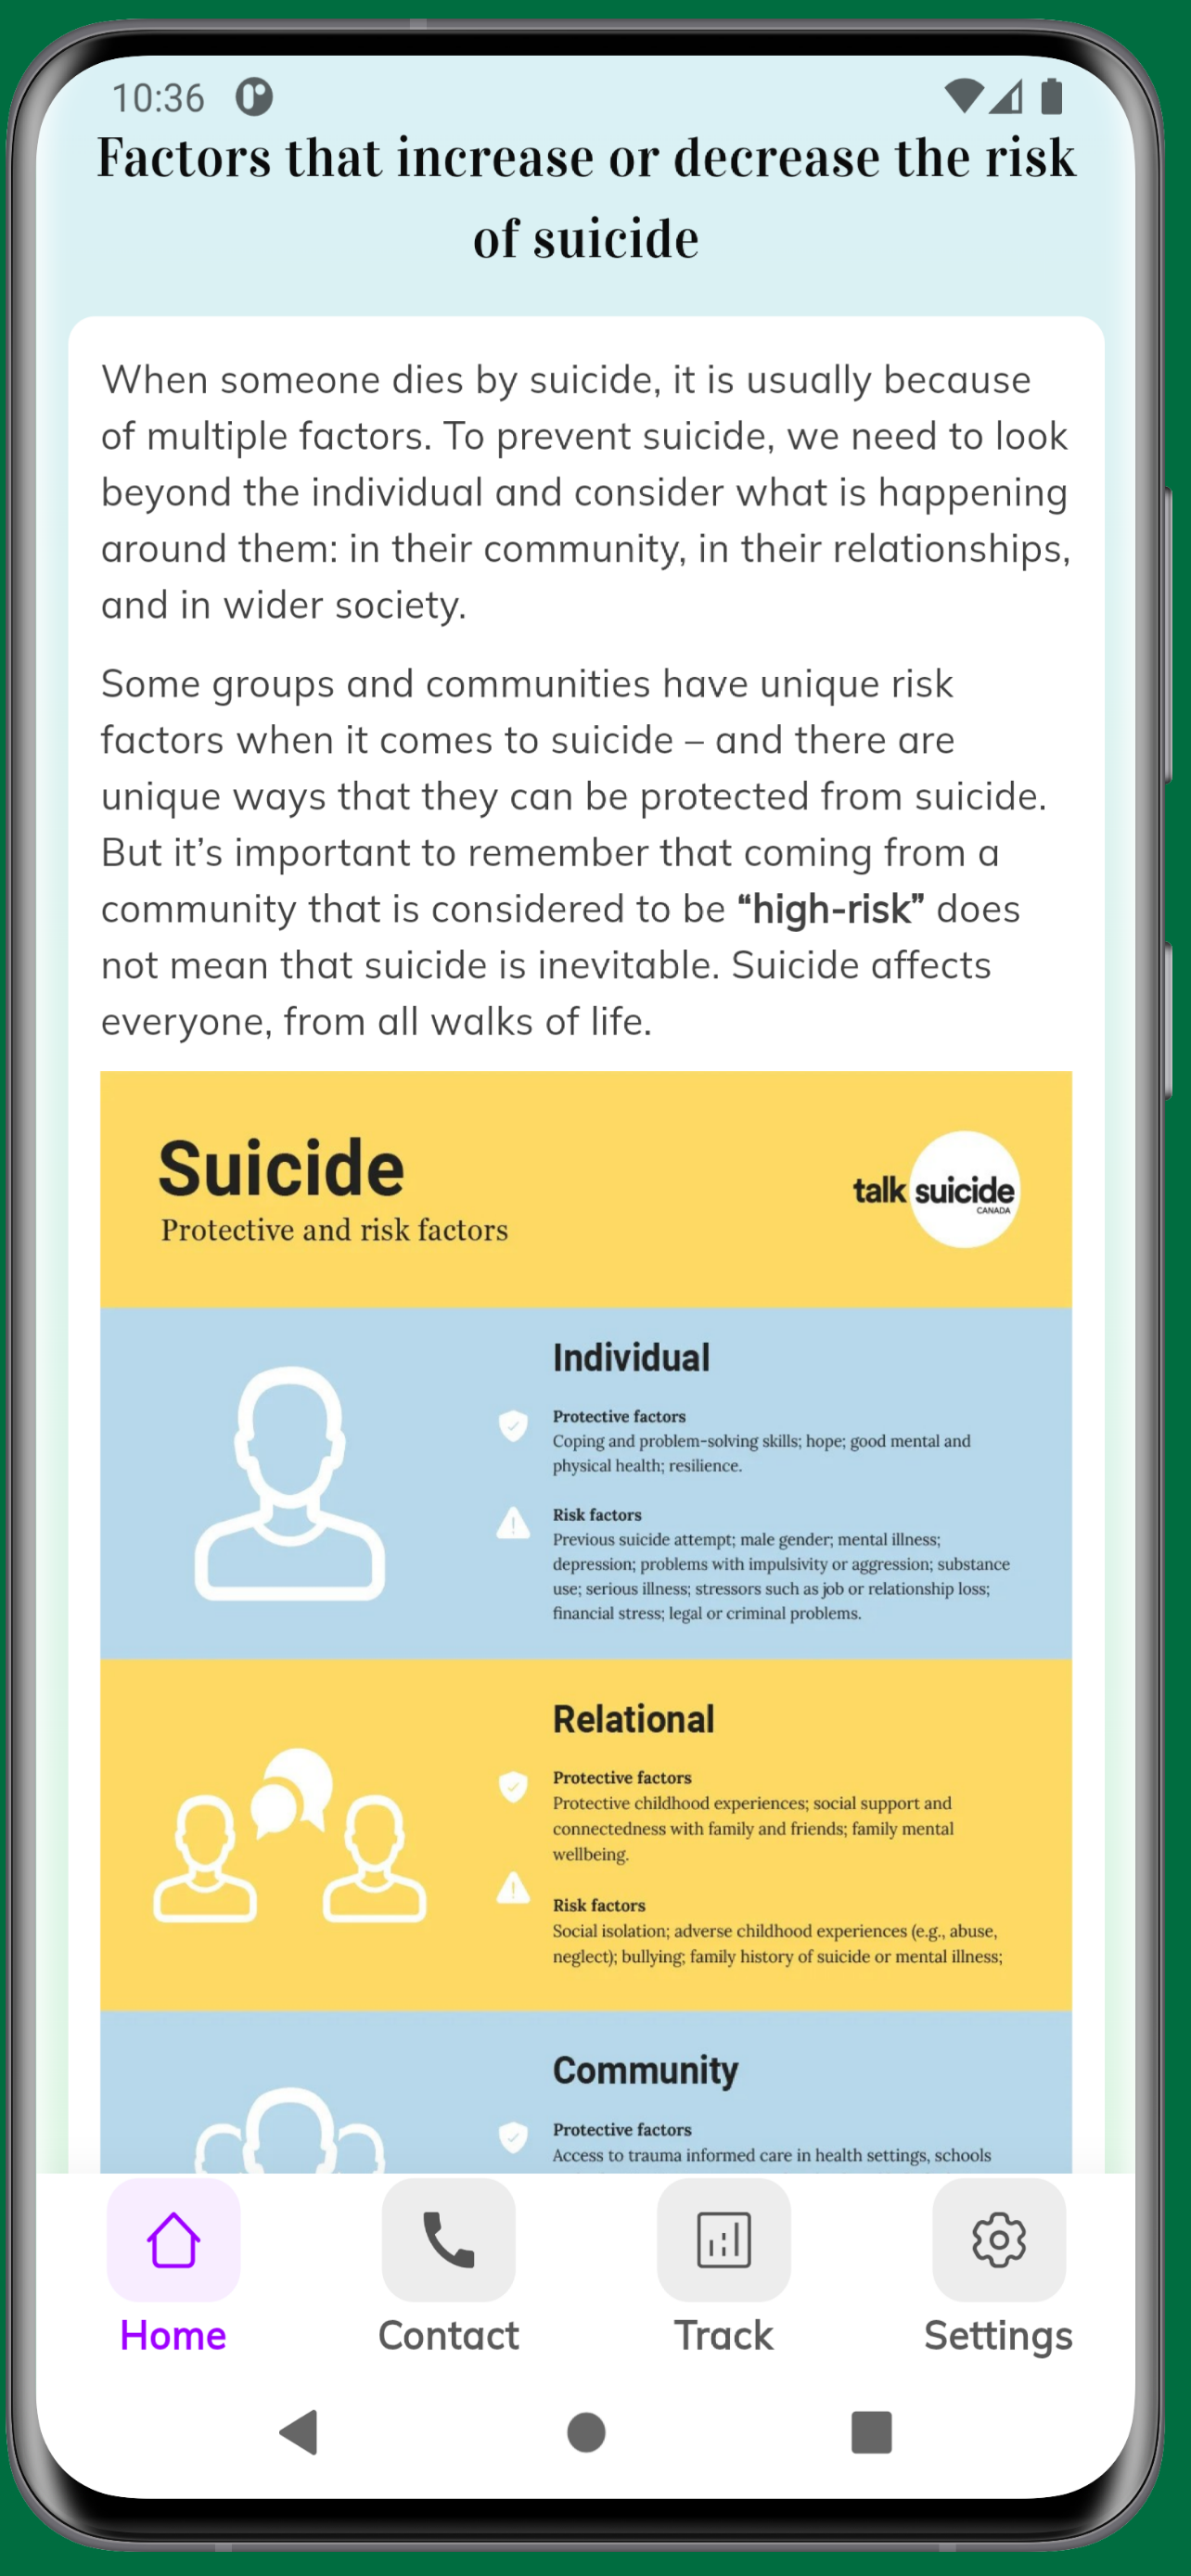 10:36
Factors that increase or decrease the risk
of suicide
When someone dies by suicide, it is usually because
of multiple factors. To prevent suicide, we need to look
beyond the individual and consider what is happening
around them: in their community, in their relationships,
and in wider society.
Some groups and communities have unique risk
factors when it comes to suicide – and there are
unique ways that they can be protected from suicide.
But it’s important to remember that coming from a
community that is considered to be “high-risk” does
not mean that suicide is inevitable. Suicide affects
everyone, from all walks of life.
Suicide
Protective and risk factors
talk suicide
CANADA
Individual
Protective factors
Coping and problem-solving skills; hope; good mental and
physical health; resilience.
Risk factors
Previous suicide attempt; male gender; mental illness;
depression; problems with impulsivity or aggression; substance
use; serious illness; stressors such as job or relationship loss;
financial stress; legal or criminal problems.
Relational
Protective factors
Protective childhood experiences; social support and
connectedness with family and friends; family mental
wellbeing.
Risk factors
Social isolation; adverse childhood experiences (e.g., abuse,
neglect); bullying; family history of suicide or mental illness;
Community
Protective factors
Access to trauma informed care in health settings, schools
Home
Contact
Track
Settings